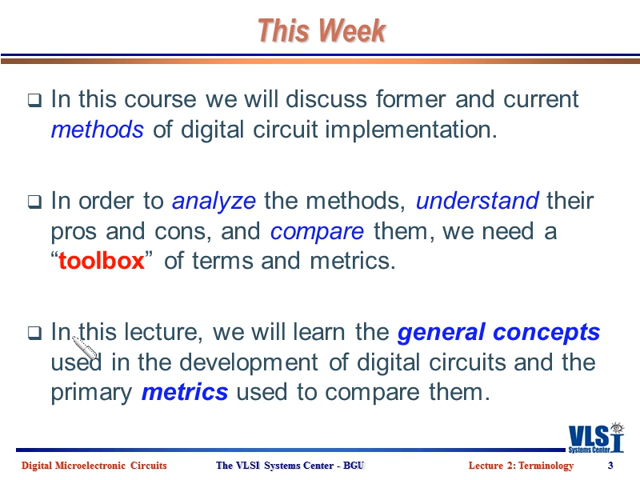 This Week
In this course we will discuss former and current
methods of digital circuit implementation.
In order to analyze the methods, understand their
pros and cons, and compare them, we need a
“toolbox” of terms and metrics.
In this lecture, we will learn the general concepts
used in the development of digital circuits and the
primary metrics used to compare them.
VLSI
Systems Center
Digital Microelectronic Circuits The VLSI Systems Center - BGU Lecture 2: Terminology 3